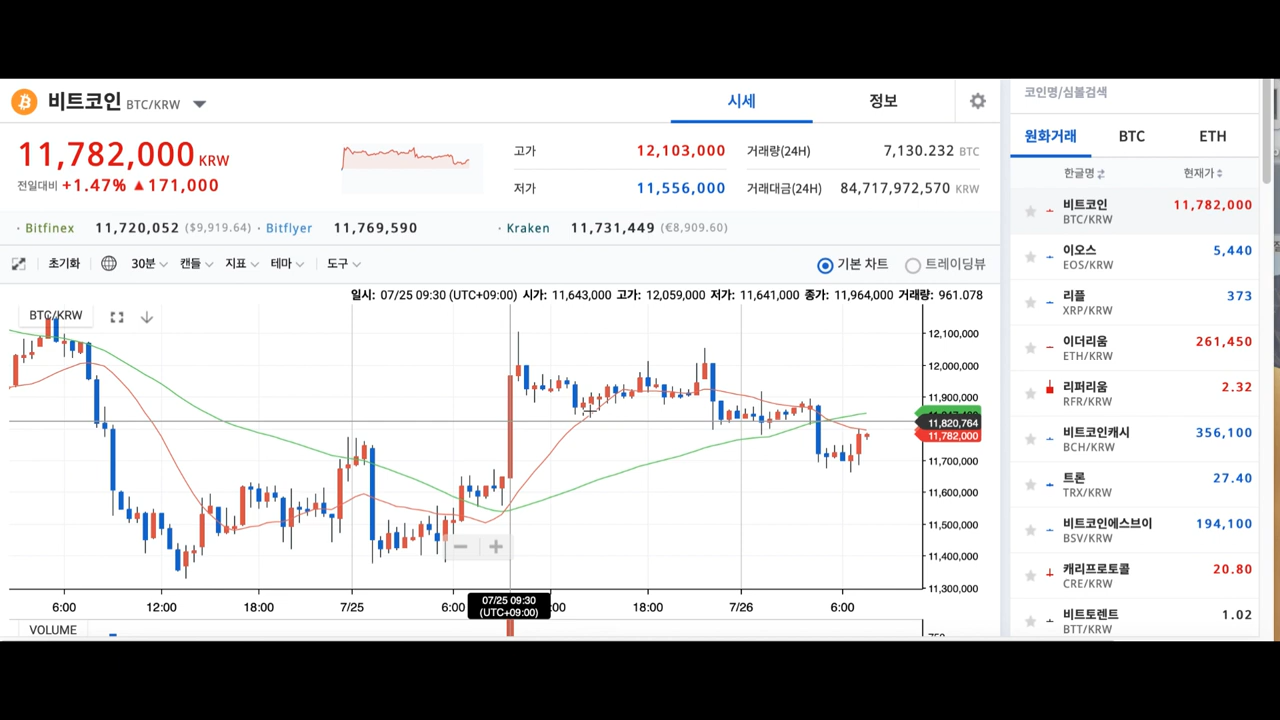 비트코인 BTC/KRW
시세 정보
11,782,000 KRW
전일대비 +1.47% ▲171,000
고가 12,103,000 거래량(24H) 7,130.232 BTC
저가 11,556,000 거래대금(24H) 84,717,972,570 KRW
· Bitfinex 11,720,052 ($9,919.64) · Bitflyer 11,769,590 · Kraken 11,731,449 (€8,909.60)
초기화 30분 캔들 지표 테마 도구 기본 차트 트레이딩뷰
일시: 07/25 09:30 (UTC+09:00) 시가: 11,643,000 고가: 12,059,000 저가: 11,641,000 종가: 11,964,000 거래량: 961.078
BTC/KRW
12,100,000
12,000,000
11,900,000
11,820,764
11,782,000
11,700,000
11,600,000
11,500,000
11,400,000
11,300,000
6:00 12:00 18:00 7/25 6:00 07/25 09:30 (UTC+09:00) 18:00 7/26 6:00
VOLUME
코인명/심볼검색
원화거래 BTC ETH
한글명 현재가
비트코인 11,782,000
BTC/KRW
이오스 5,440
EOS/KRW
리플 373
XRP/KRW
이더리움 261,450
ETH/KRW
리퍼리움 2.32
RFR/KRW
비트코인캐시 356,100
BCH/KRW
트론 27.40
TRX/KRW
비트코인에스브이 194,100
BSV/KRW
캐리프로토콜 20.80
CRE/KRW
비트토렌트 1.02
BTT/KRW